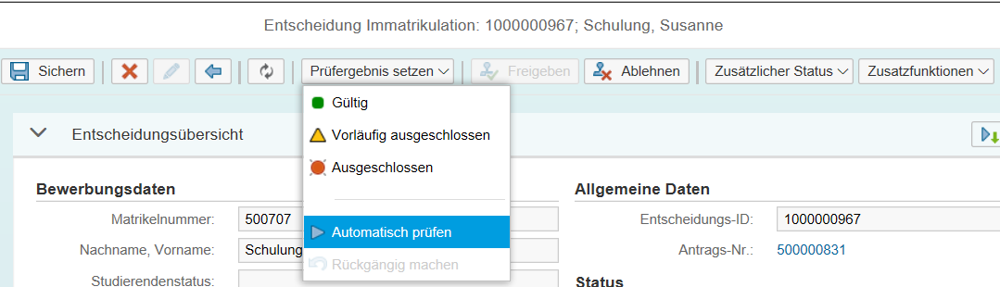 Entscheidung Immatrikulation: 1000000967; Schulung, Susanne
Sichern Prüfergebnis setzen Freigeben Ablehnen Zusätzlicher Status Zusatzfunktionen
Gültig
Entscheidungsübersicht
Vorläufig ausgeschlossen
Ausgeschlossen
Bewerbungsdaten
Allgemeine Daten
Matrikelnummer: 500707
Automatisch prüfen
Entscheidungs-ID: 1000000967
Nachname, Vorname: Schulung
Antrags-Nr.: 500000831
Rückgängig machen
Studierendenstatus:
Status